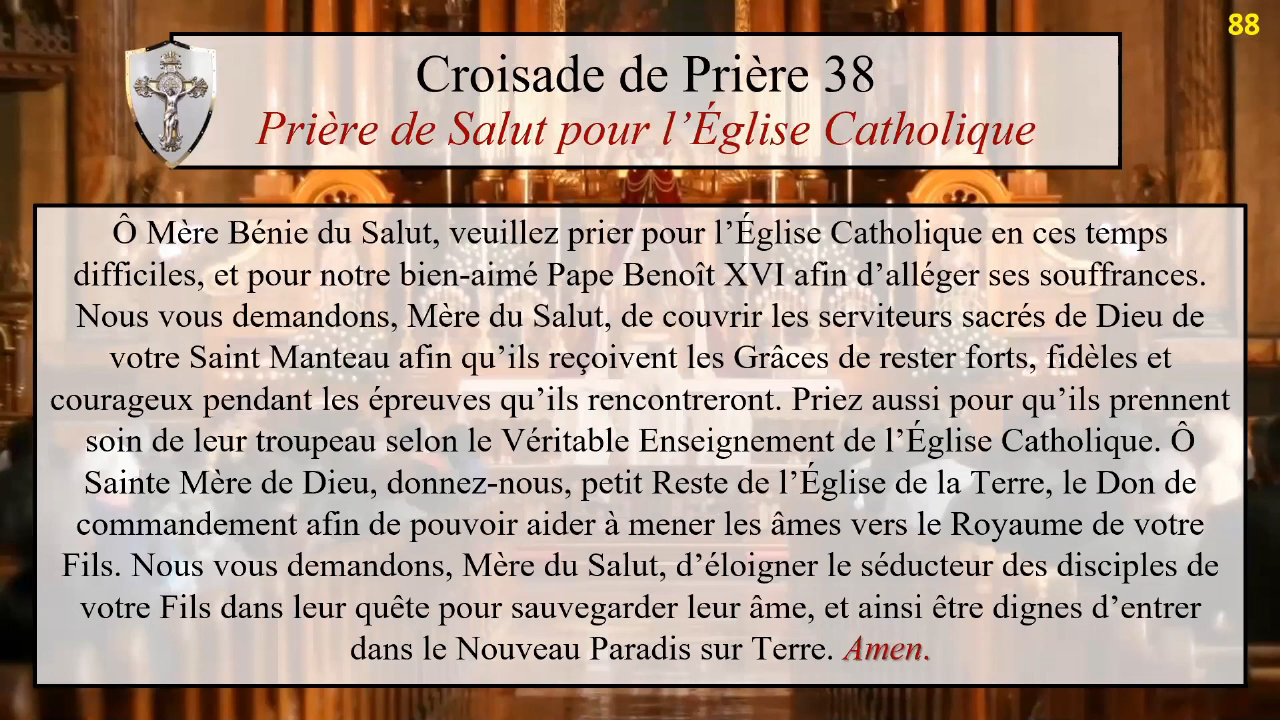 88
Croisade de Prière 38
Prière de Salut pour l’Église Catholique
Ô Mère Bénie du Salut, veuillez prier pour l’Église Catholique en ces temps
difficiles, et pour notre bien-aimé Pape Benoît XVI afin d’alléger ses souffrances.
Nous vous demandons, Mère du Salut, de couvrir les serviteurs sacrés de Dieu de
votre Saint Manteau afin qu’ils reçoivent les Grâces de rester forts, fidèles et
courageux pendant les épreuves qu’ils rencontreront. Priez aussi pour qu’ils prennent
soin de leur troupeau selon le Véritable Enseignement de l’Église Catholique. Ô
Sainte Mère de Dieu, donnez-nous, petit Reste de l’Église de la Terre, le Don de
commandement afin de pouvoir aider à mener les âmes vers le Royaume de votre
Fils. Nous vous demandons, Mère du Salut, d’éloigner le séducteur des disciples de
votre Fils dans leur quête pour sauvegarder leur âme, et ainsi être dignes d’entrer
dans le Nouveau Paradis sur Terre. Amen.